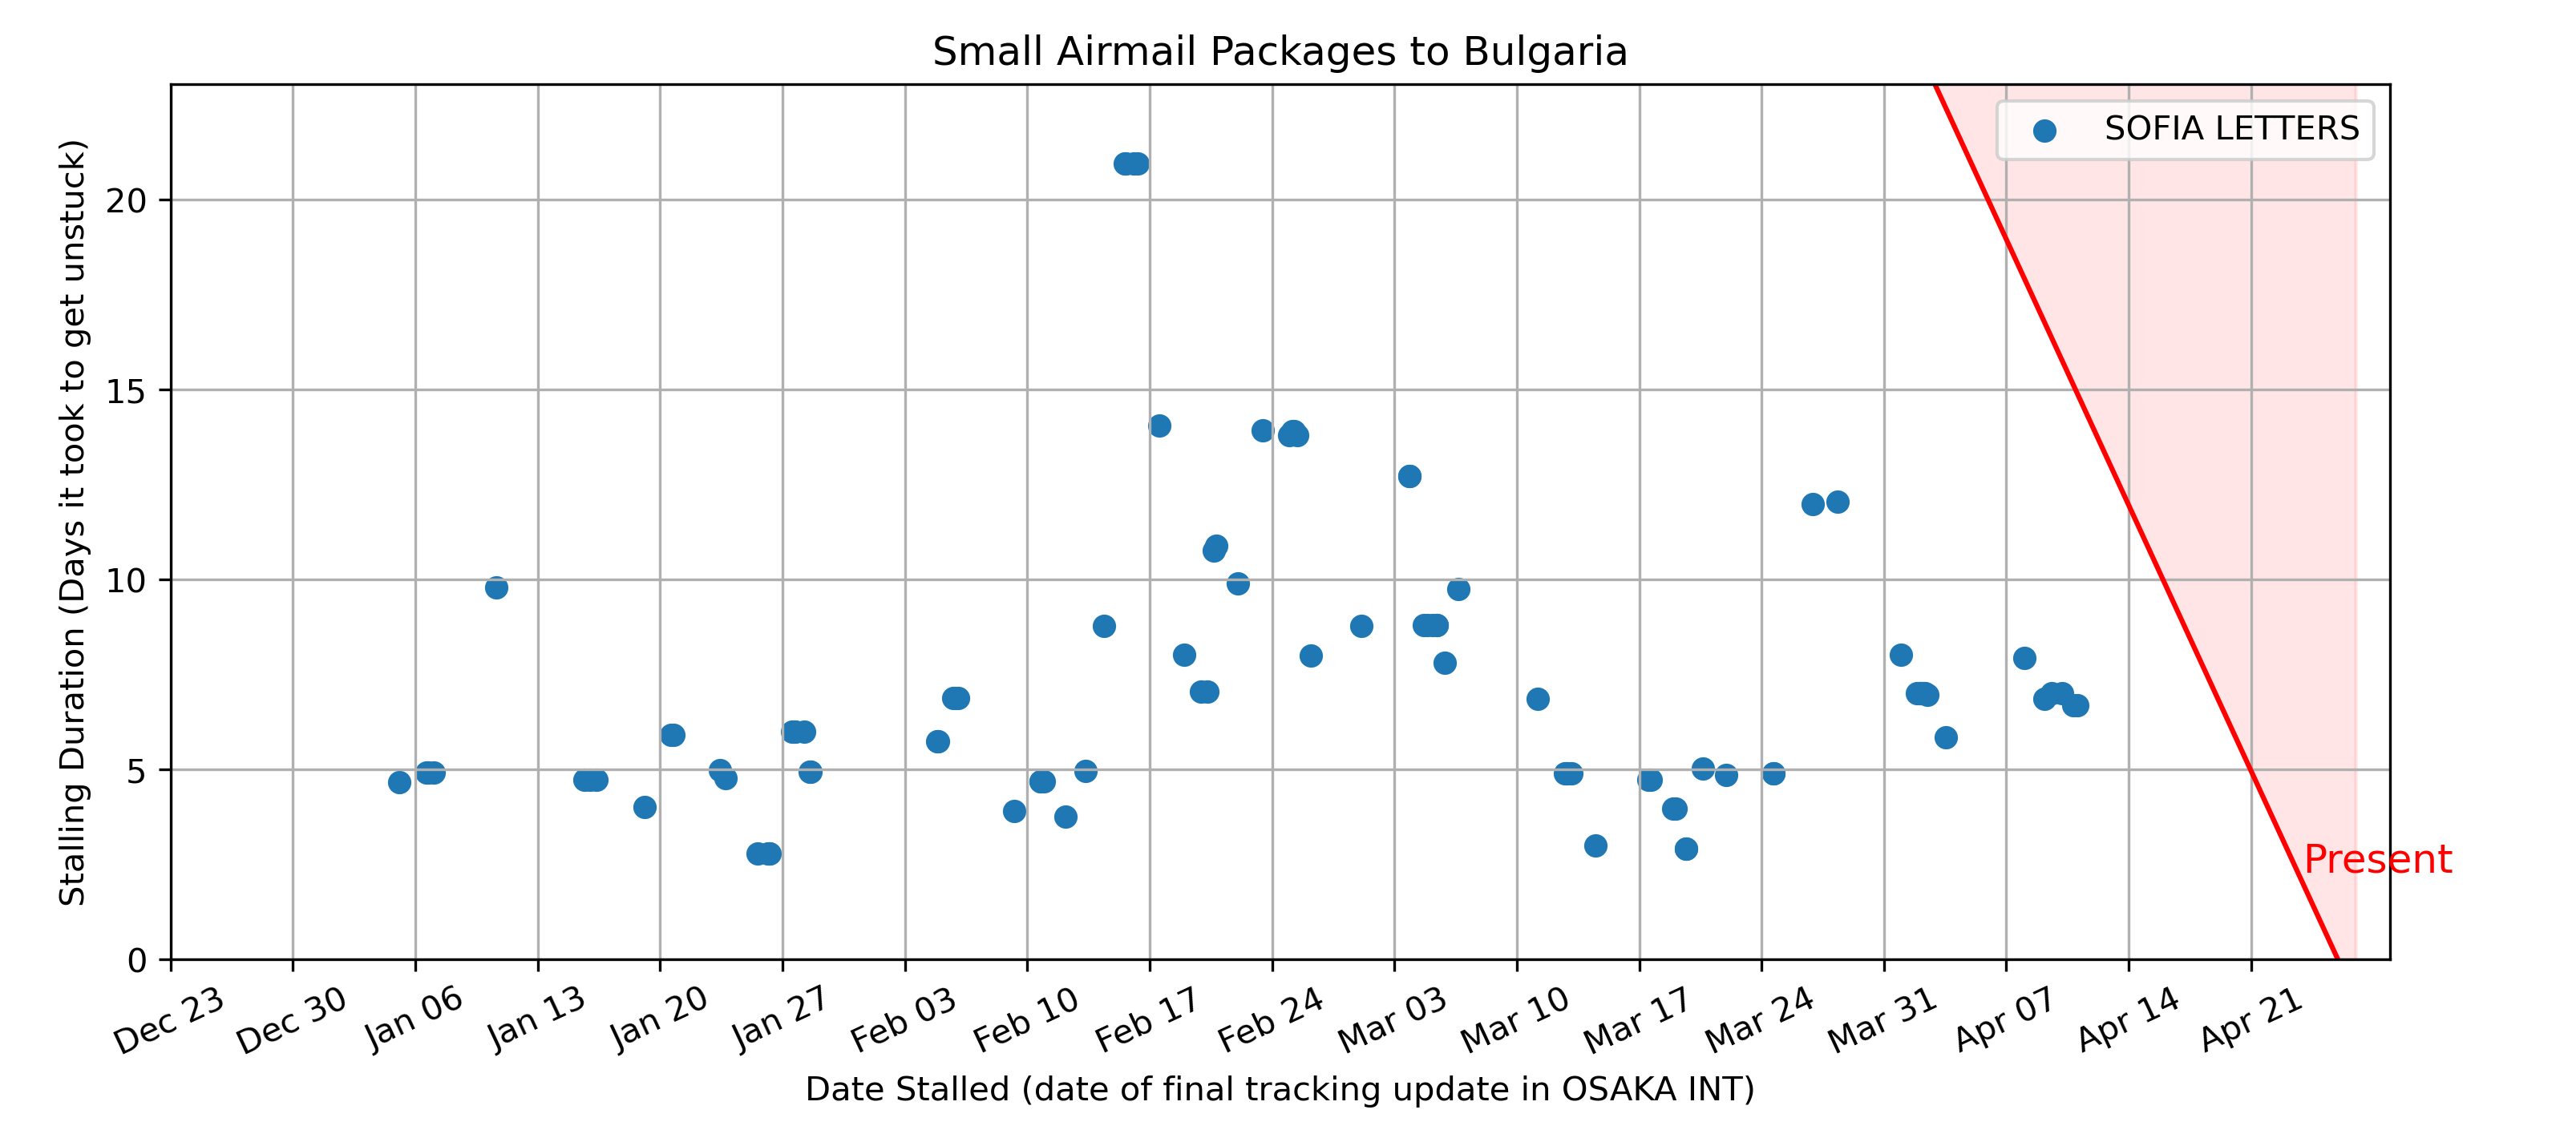 Small Airmail Packages to Bulgaria
SOFIA LETTERS
Stalling Duration (Days it took to get unstuck)
20
15
10
5
0
Present
Dec 23
Dec 30
Jan 06
Jan 13
Jan 20
Jan 27
Feb 03
Feb 10
Feb 17
Feb 24
Mar 03
Mar 10
Mar 17
Mar 24
Mar 31
Apr 07
Apr 14
Apr 21
Date Stalled (date of final tracking update in OSAKA INT)